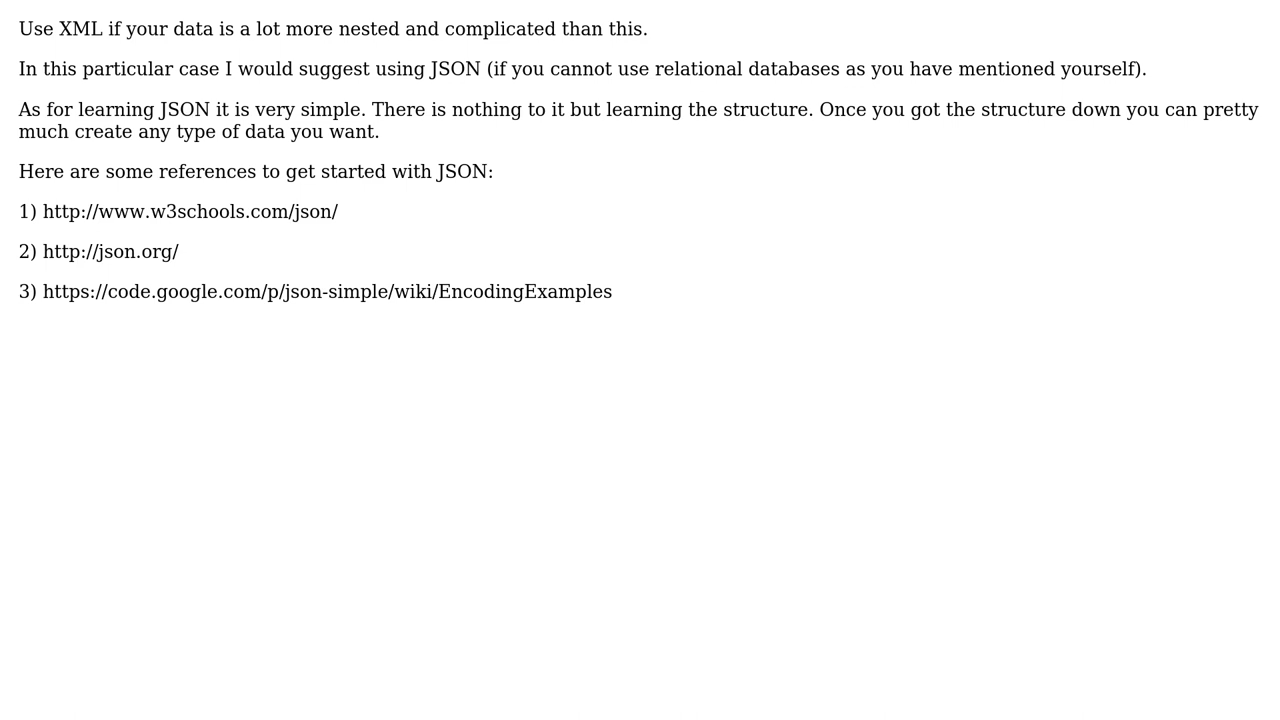 Use XML if your data is a lot more nested and complicated than this.
In this particular case I would suggest using JSON (if you cannot use relational databases as you have mentioned yourself).
As for learning JSON it is very simple. There is nothing to it but learning the structure. Once you got the structure down you can pretty
much create any type of data you want.
Here are some references to get started with JSON:
1) http://www.w3schools.com/json/
2) http://json.org/
3) https://code.google.com/p/json-simple/wiki/EncodingExamples